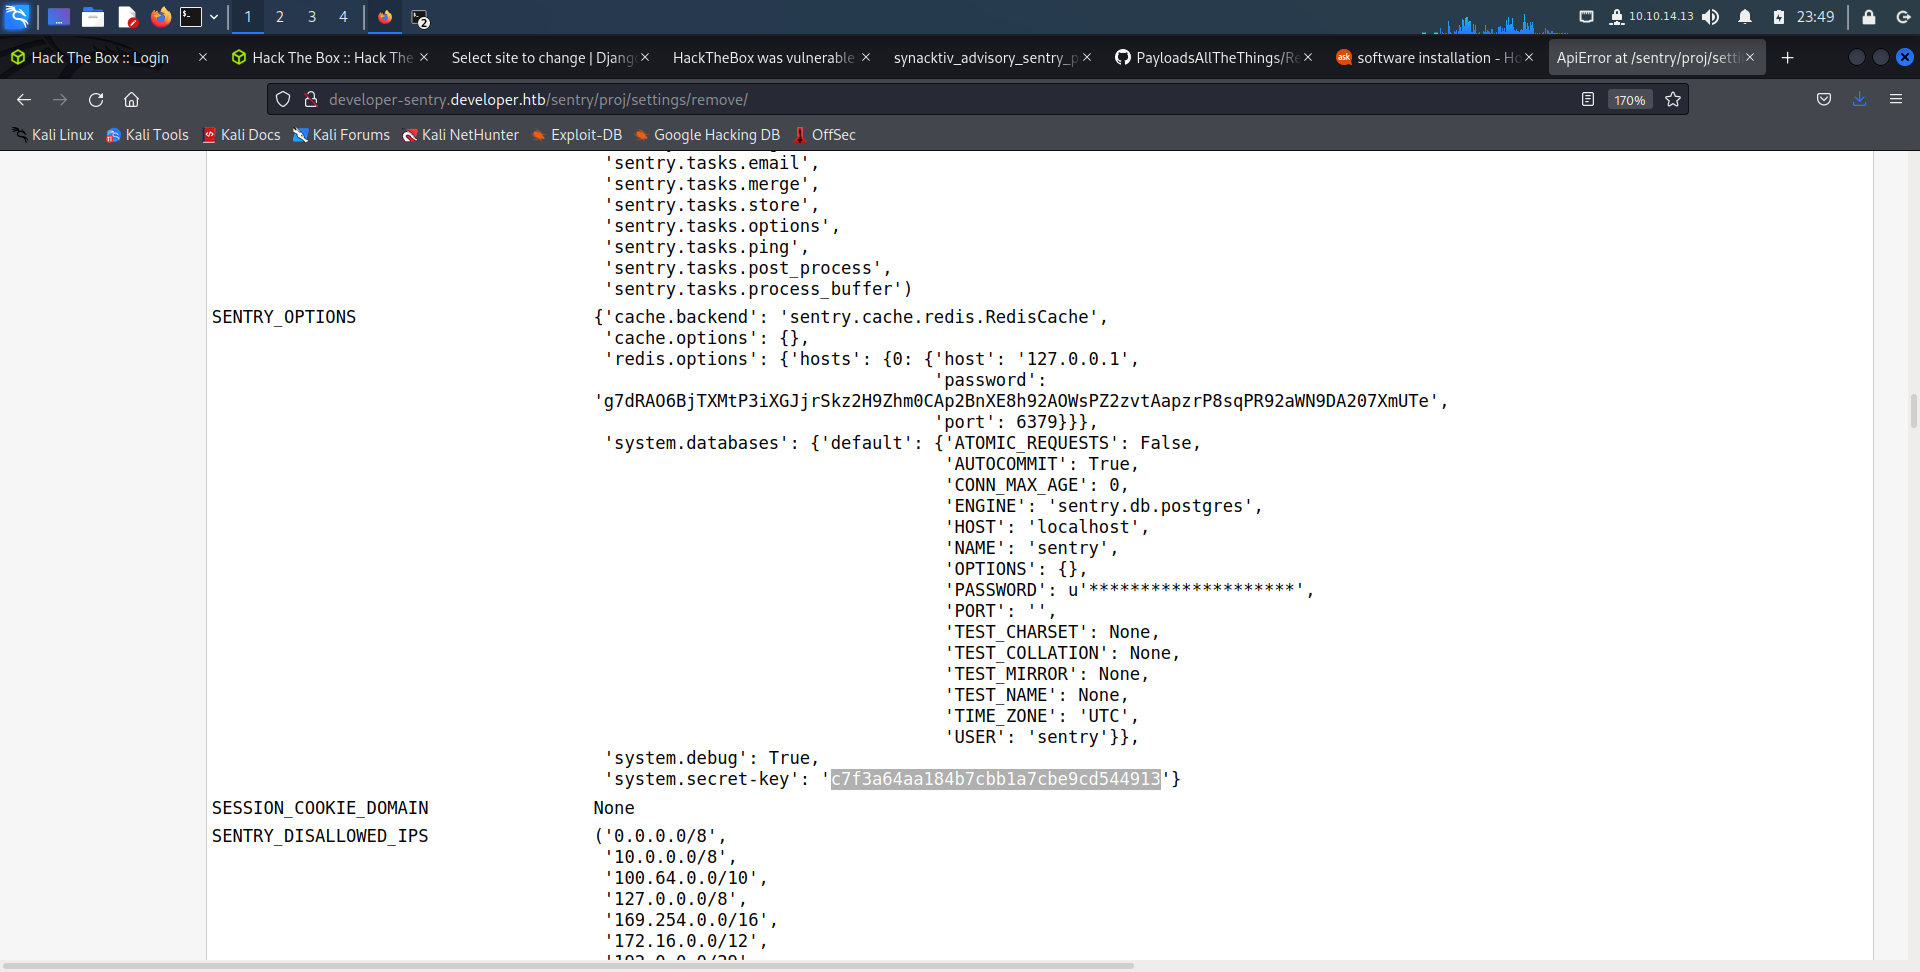 1 2 3 4 2 10.10.14.13 23:49
Hack The Box :: Login
Hack The Box :: Hack The
Select site to change | Django
HackTheBox was vulnerable
synacktiv_advisory_sentry_p
PayloadsAllTheThings/Re
ask software installation - Ho
ApiError at /sentry/proj/setti
developer-sentry.developer.htb/sentry/proj/settings/remove/ 170%
Kali Linux Kali Tools Kali Docs Kali Forums Kali NetHunter Exploit-DB Google Hacking DB OffSec
'sentry.tasks.email',
'sentry.tasks.merge',
'sentry.tasks.store',
'sentry.tasks.options',
'sentry.tasks.ping',
'sentry.tasks.post_process',
'sentry.tasks.process_buffer')
SENTRY_OPTIONS {'cache.backend': 'sentry.cache.redis.RedisCache',
'cache.options': {},
'redis.options': {'hosts': {0: {'host': '127.0.0.1',
'password':
'g7dRAO6BjTXMtP3iXGJjrSkz2H9Zhm0CAp2BnXE8h92AOWsPZ2zvtAapzrP8sqPR92aWN9DA207XmUTe',
'port': 6379}}},
'system.databases': {'default': {'ATOMIC_REQUESTS': False,
'AUTOCOMMIT': True,
'CONN_MAX_AGE': 0,
'ENGINE': 'sentry.db.postgres',
'HOST': 'localhost',
'NAME': 'sentry',
'OPTIONS': {},
'PASSWORD': u'********************',
'PORT': '',
'TEST_CHARSET': None,
'TEST_COLLATION': None,
'TEST_MIRROR': None,
'TEST_NAME': None,
'TIME_ZONE': 'UTC',
'USER': 'sentry'}},
'system.debug': True,
'system.secret-key': 'c7f3a64aa184b7cbb1a7cbe9cd544913'}
SESSION_COOKIE_DOMAIN None
SENTRY_DISALLOWED_IPS ('0.0.0.0/8',
'10.0.0.0/8',
'100.64.0.0/10',
'127.0.0.0/8',
'169.254.0.0/16',
'172.16.0.0/12',